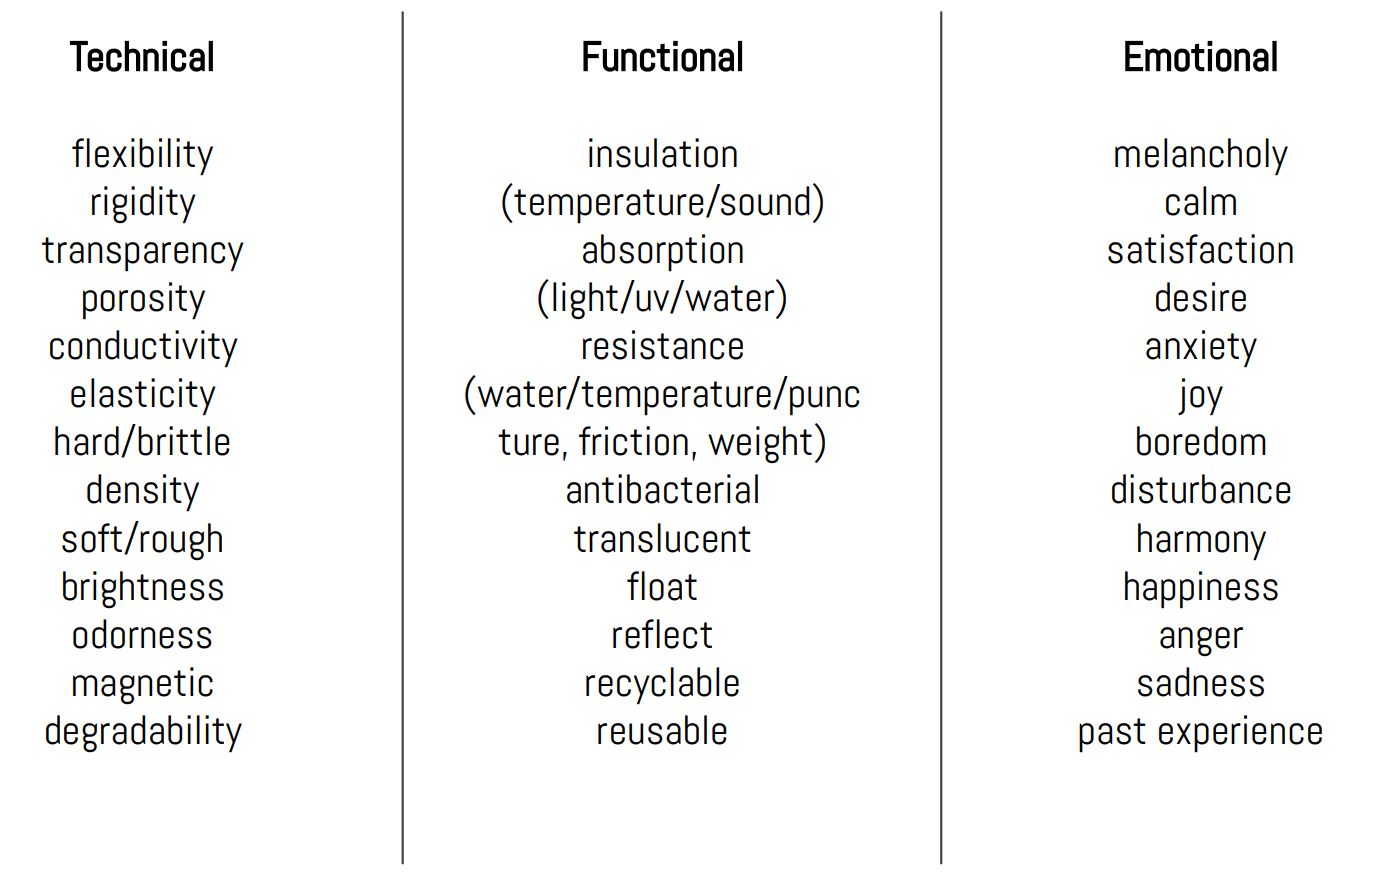 Technical
flexibility
rigidity
transparency
porosity
conductivity
elasticity
hard/brittle
density
soft/rough
brightness
odorness
magnetic
degradability
Functional
insulation
(temperature/sound)
absorption
(light/uv/water)
resistance
(water/temperature/punc
ture, friction, weight)
antibacterial
translucent
float
reflect
recyclable
reusable
Emotional
melancholy
calm
satisfaction
desire
anxiety
joy
boredom
disturbance
harmony
happiness
anger
sadness
past experience